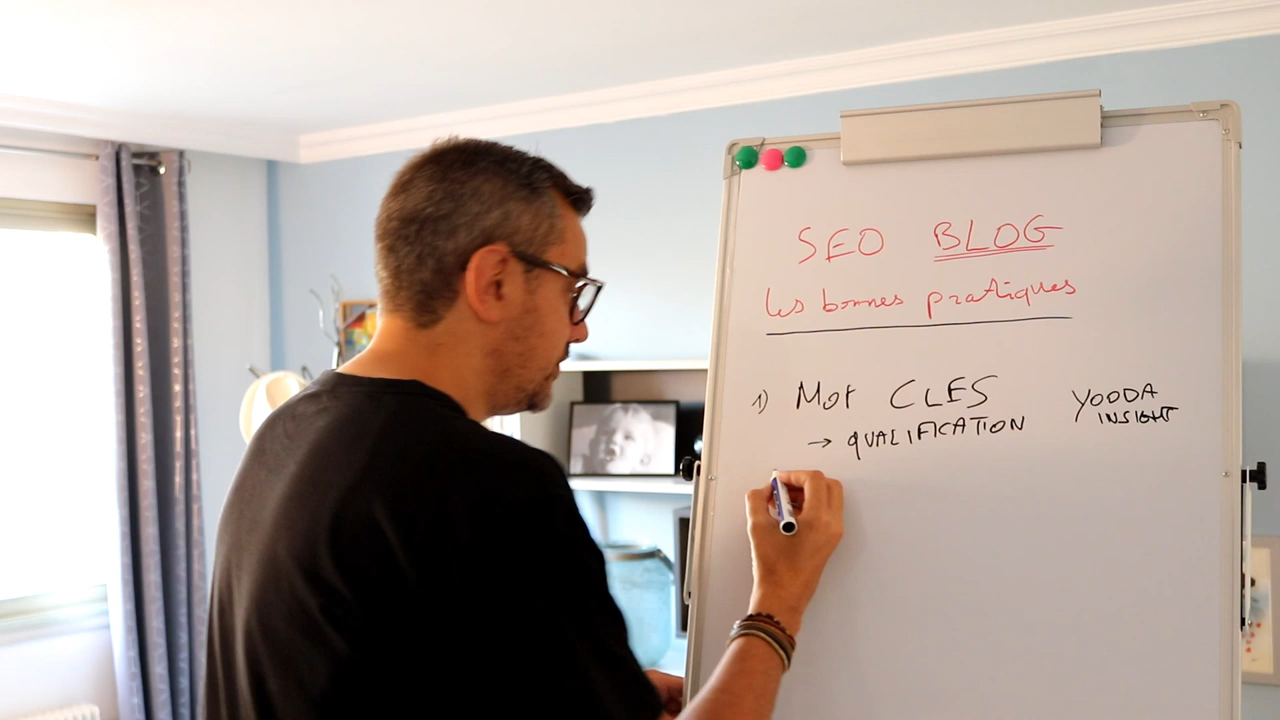 SEO BLOG
les bonnes pratiques
1) Mot CLES
→ QUALIFICATION
YOODA
INSIGHT